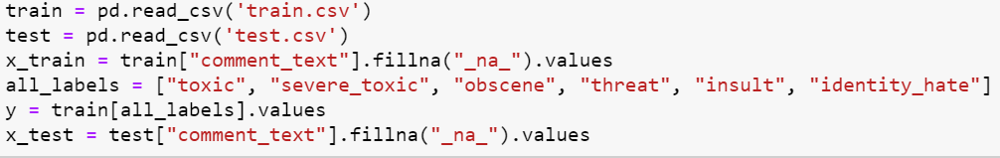 train = pd.read_csv('train.csv')
test = pd.read_csv('test.csv')
x_train = train["comment_text"].fillna("_na_").values
all_labels = ["toxic", "severe_toxic", "obscene", "threat", "insult", "identity_hate"]
y = train[all_labels].values
x_test = test["comment_text"].fillna("_na_").values